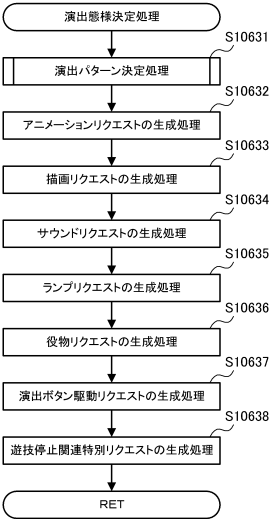 演出態様決定処理
S10631
演出パターン決定処理
S10632
アニメーションリクエストの生成処理
S10633
描画リクエストの生成処理
S10634
サウンドリクエストの生成処理
S10635
ランプリクエストの生成処理
S10636
役物リクエストの生成処理
S10637
演出ボタン駆動リクエストの生成処理
S10638
遊技停止関連特別リクエストの生成処理
RET